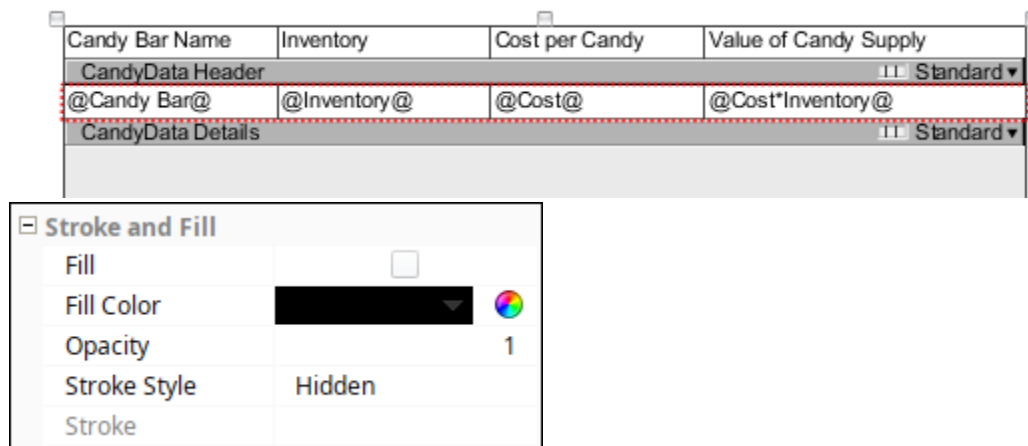 Candy Bar Name Inventory Cost per Candy Value of Candy Supply
CandyData Header Standard
@Candy Bar@ @Inventory@ @Cost@ @Cost*Inventory@
CandyData Details Standard
Stroke and Fill
Fill
Fill Color
Opacity 1
Stroke Style Hidden
Stroke